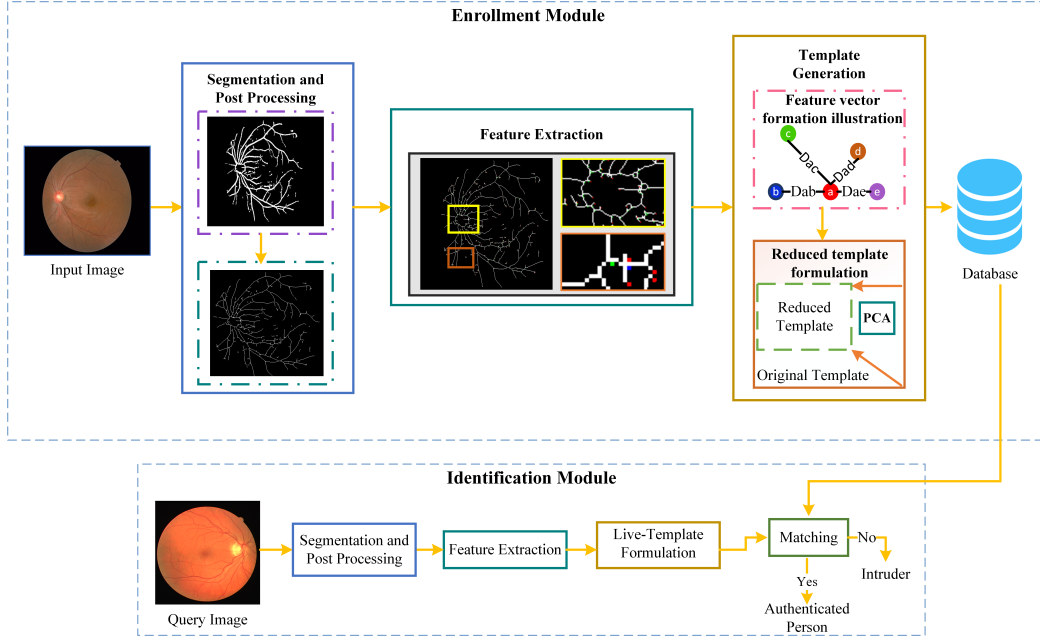 Enrollment Module
Input Image
Segmentation and
Post Processing
Feature Extraction
Template
Generation
Feature vector
formation illustration
c
d
Dac
Dad
b
Dab
a
Dae
e
Reduced template
formulation
Reduced
Template
PCA
Original Template
Database
Identification Module
Query Image
Segmentation and
Post Processing
Feature Extraction
Live-Template
Formulation
Matching
No
Intruder
Yes
Authenticated
Person